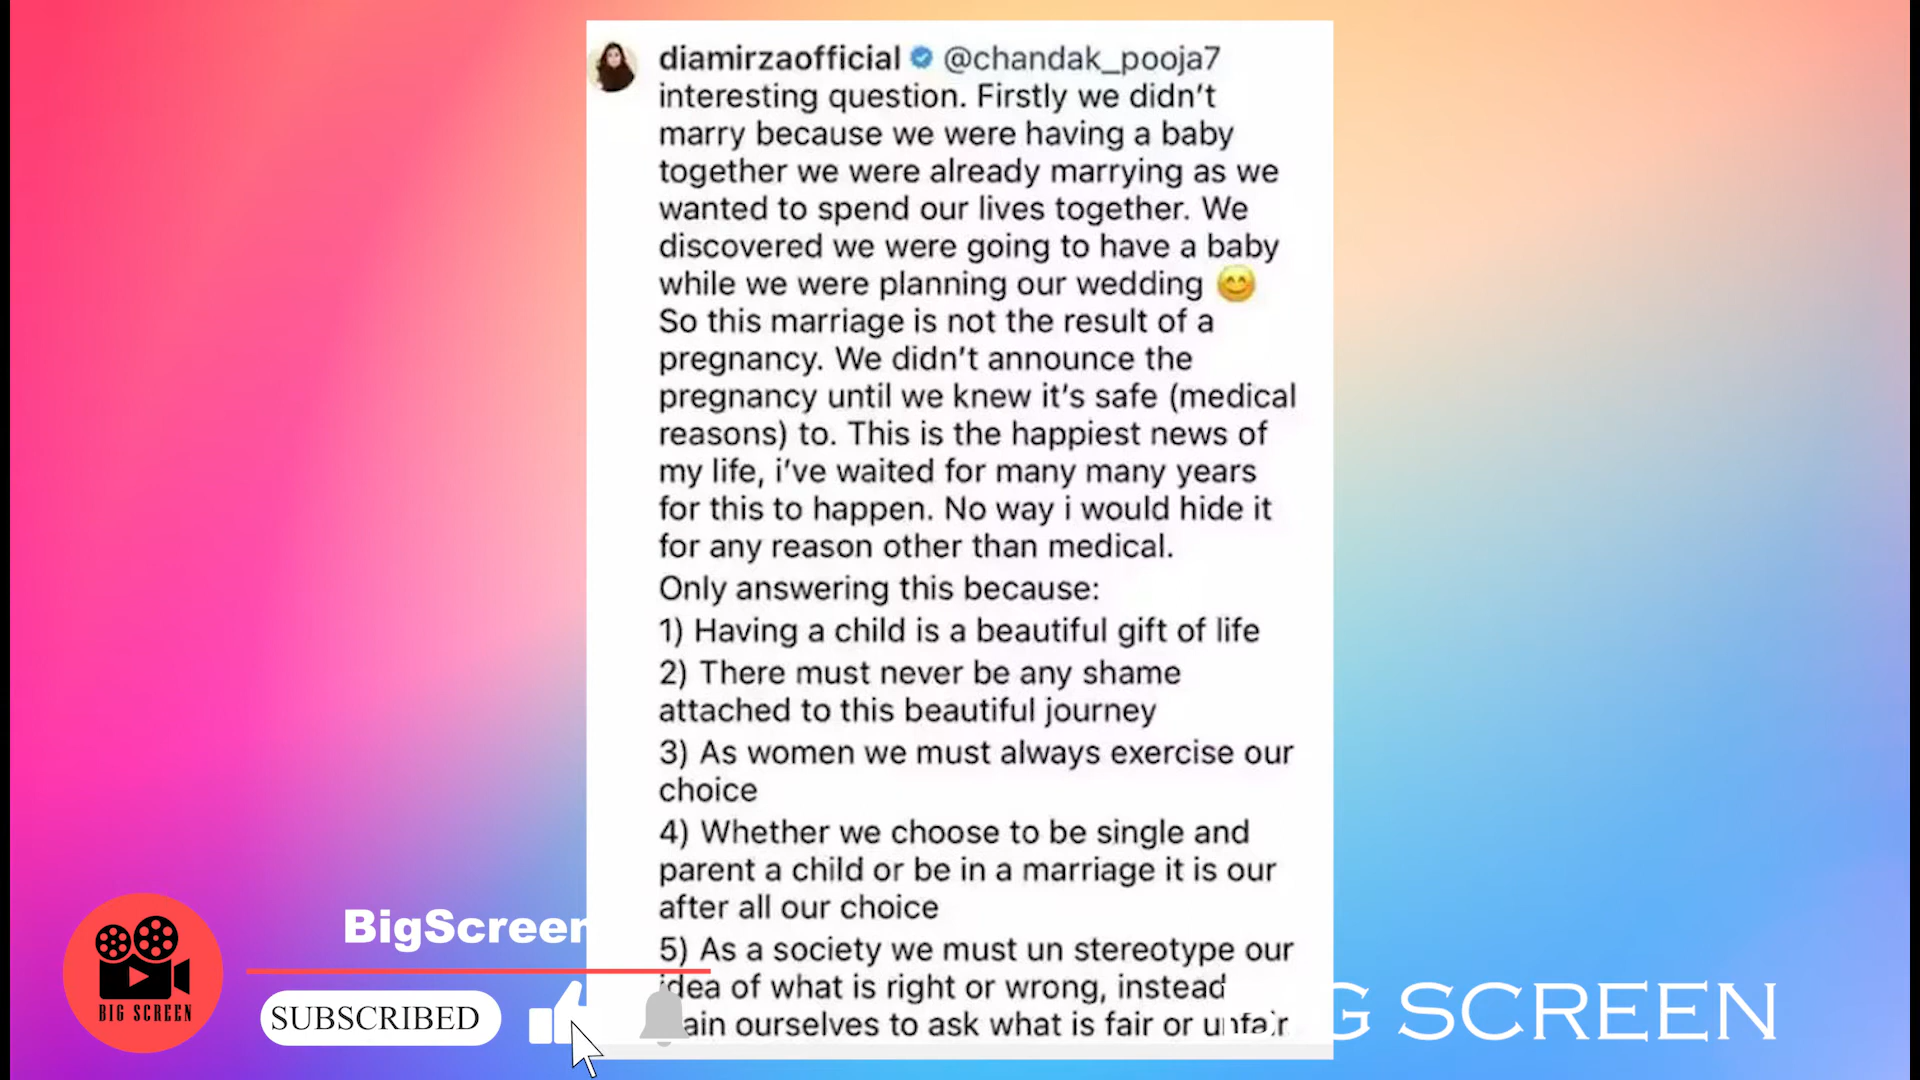 diamirzaofficial @chandak_pooja7
interesting question. Firstly we didn't
marry because we were having a baby
together we were already marrying as we
wanted to spend our lives together. We
discovered we were going to have a baby
while we were planning our wedding 😊
So this marriage is not the result of a
pregnancy. We didn't announce the
pregnancy until we knew it's safe (medical
reasons) to. This is the happiest news of
my life, i've waited for many many years
for this to happen. No way i would hide it
for any reason other than medical.
Only answering this because:
1) Having a child is a beautiful gift of life
2) There must never be any shame
attached to this beautiful journey
3) As women we must always exercise our
choice
4) Whether we choose to be single and
parent a child or be in a marriage it is our
after all our choice
5) As a society we must un stereotype our
idea of what is right or wrong, instead
ourselves to ask what is fair or unfair
BigScreen
SUBSCRIBED
BIG SCREEN
G SCREEN